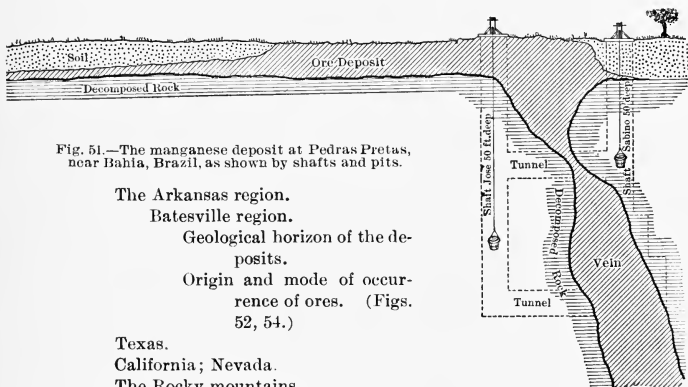 Soil
Ore Deposit
Decomposed Rock
Shaft Jose 50 ft.deep
Shaft Sabino 50'deep
Tunnel
Decomposed Rock
Vein
Tunnel
Fig. 51.—The manganese deposit at Pedras Pretas,
near Bahia, Brazil, as shown by shafts and pits.
The Arkansas region.
Batesville region.
Geological horizon of the de-
posits.
Origin and mode of occur-
rence of ores. (Figs.
52, 54.)
Texas.
California; Nevada.
The Rocky mountains.